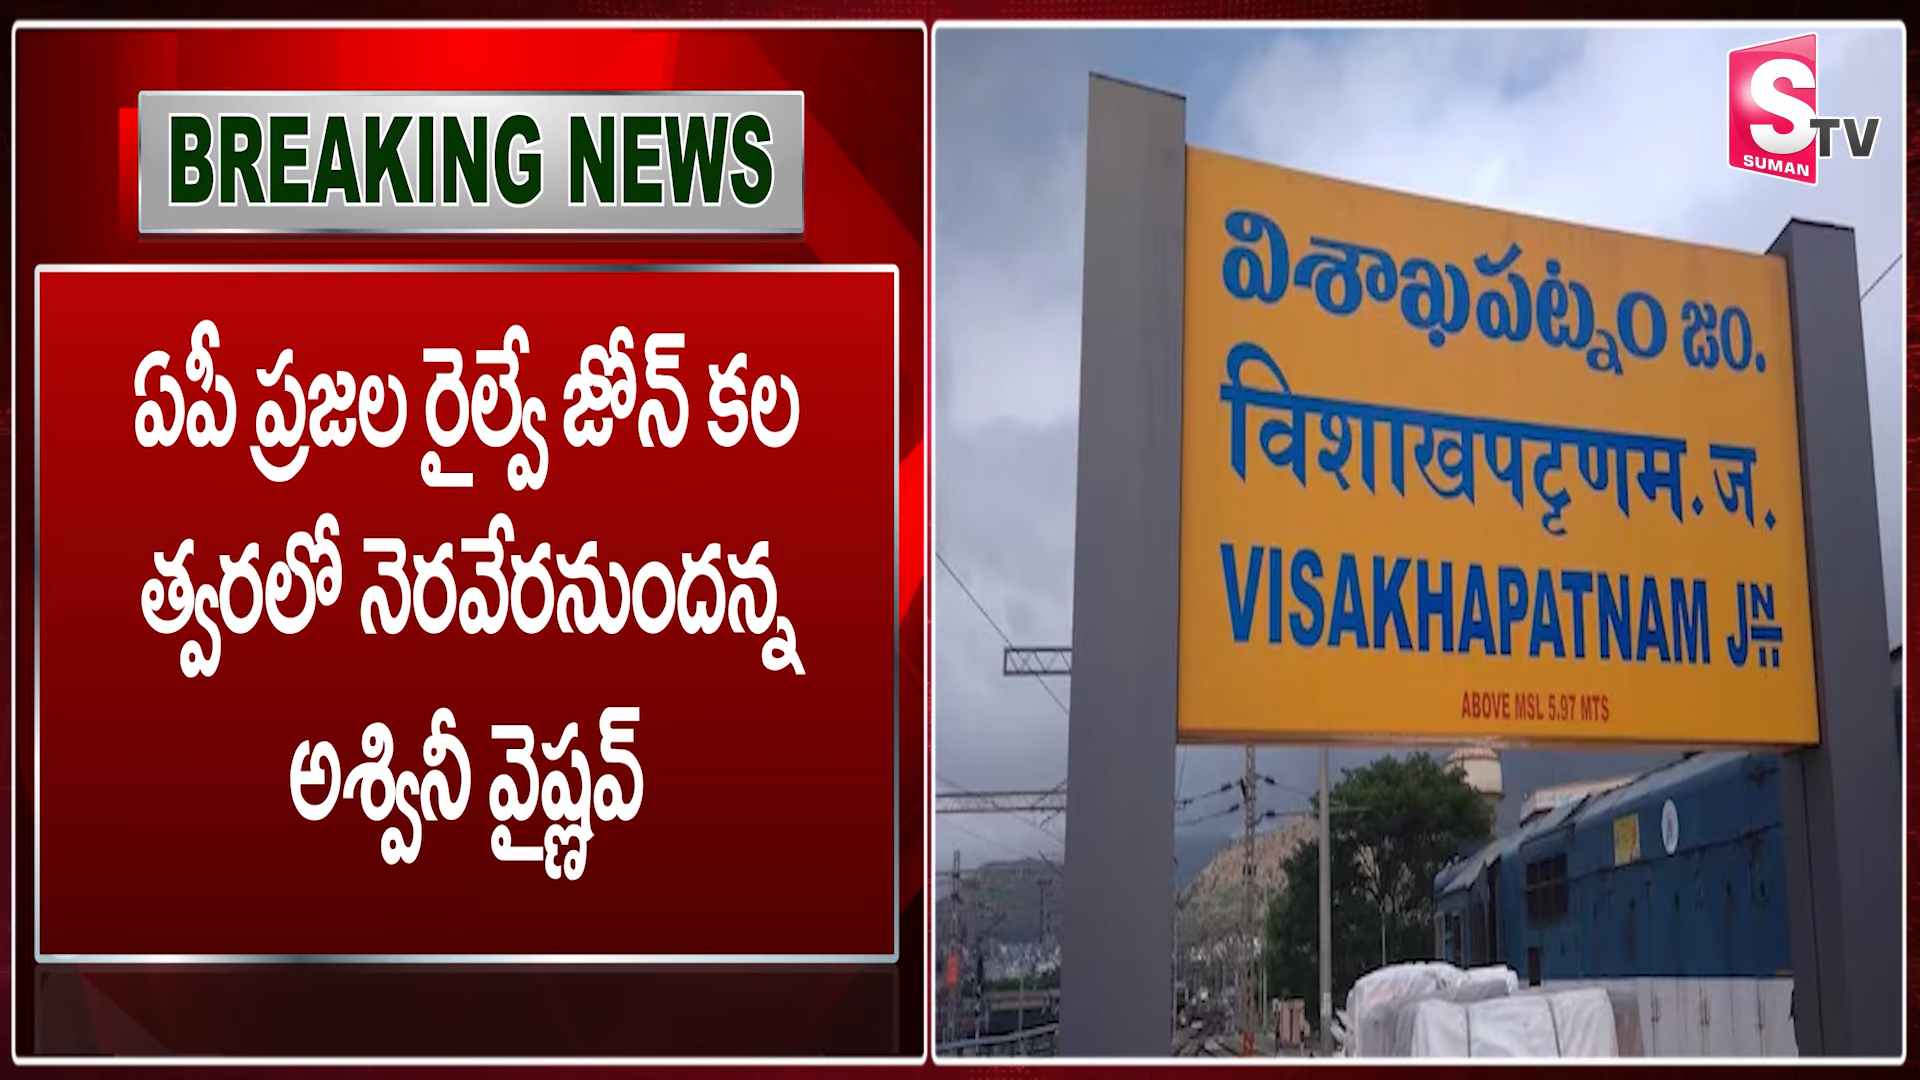 BREAKING NEWS
ఏపీ ప్రజల రైల్వే జోన్ కల
త్వరలో నెరవేరనుందన్న
అశ్వినీ వైష్ణవ్
S TV
SUMAN
విశాఖపట్నం జం.
विशाखपट्टणम.ज.
VISAKHAPATNAM JN
ABOVE MSL 5.97 MTS